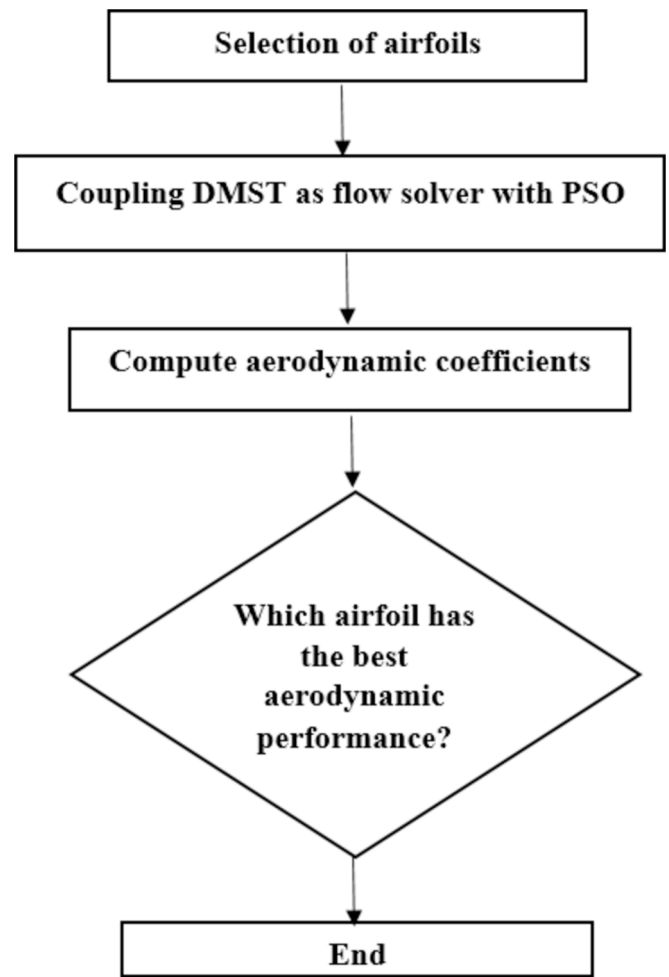 Selection of airfoils
Coupling DMST as flow solver with PSO
Compute aerodynamic coefficients
Which airfoil has
the best
aerodynamic
performance?
End